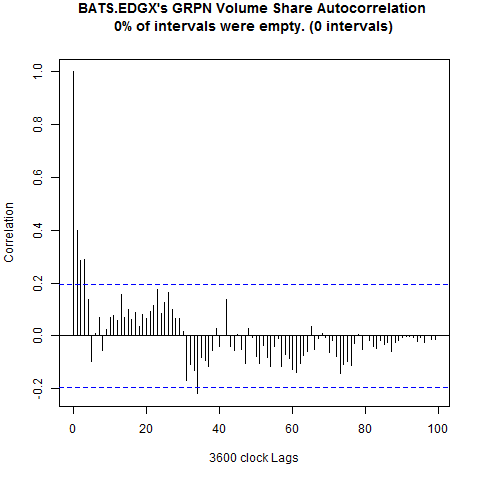 BATS.EDGX's GRPN Volume Share Autocorrelation
0% of intervals were empty. (0 intervals)
Correlation
1.0
0.8
0.6
0.4
0.2
0.0
-0.2
0 20 40 60 80 100
3600 clock Lags